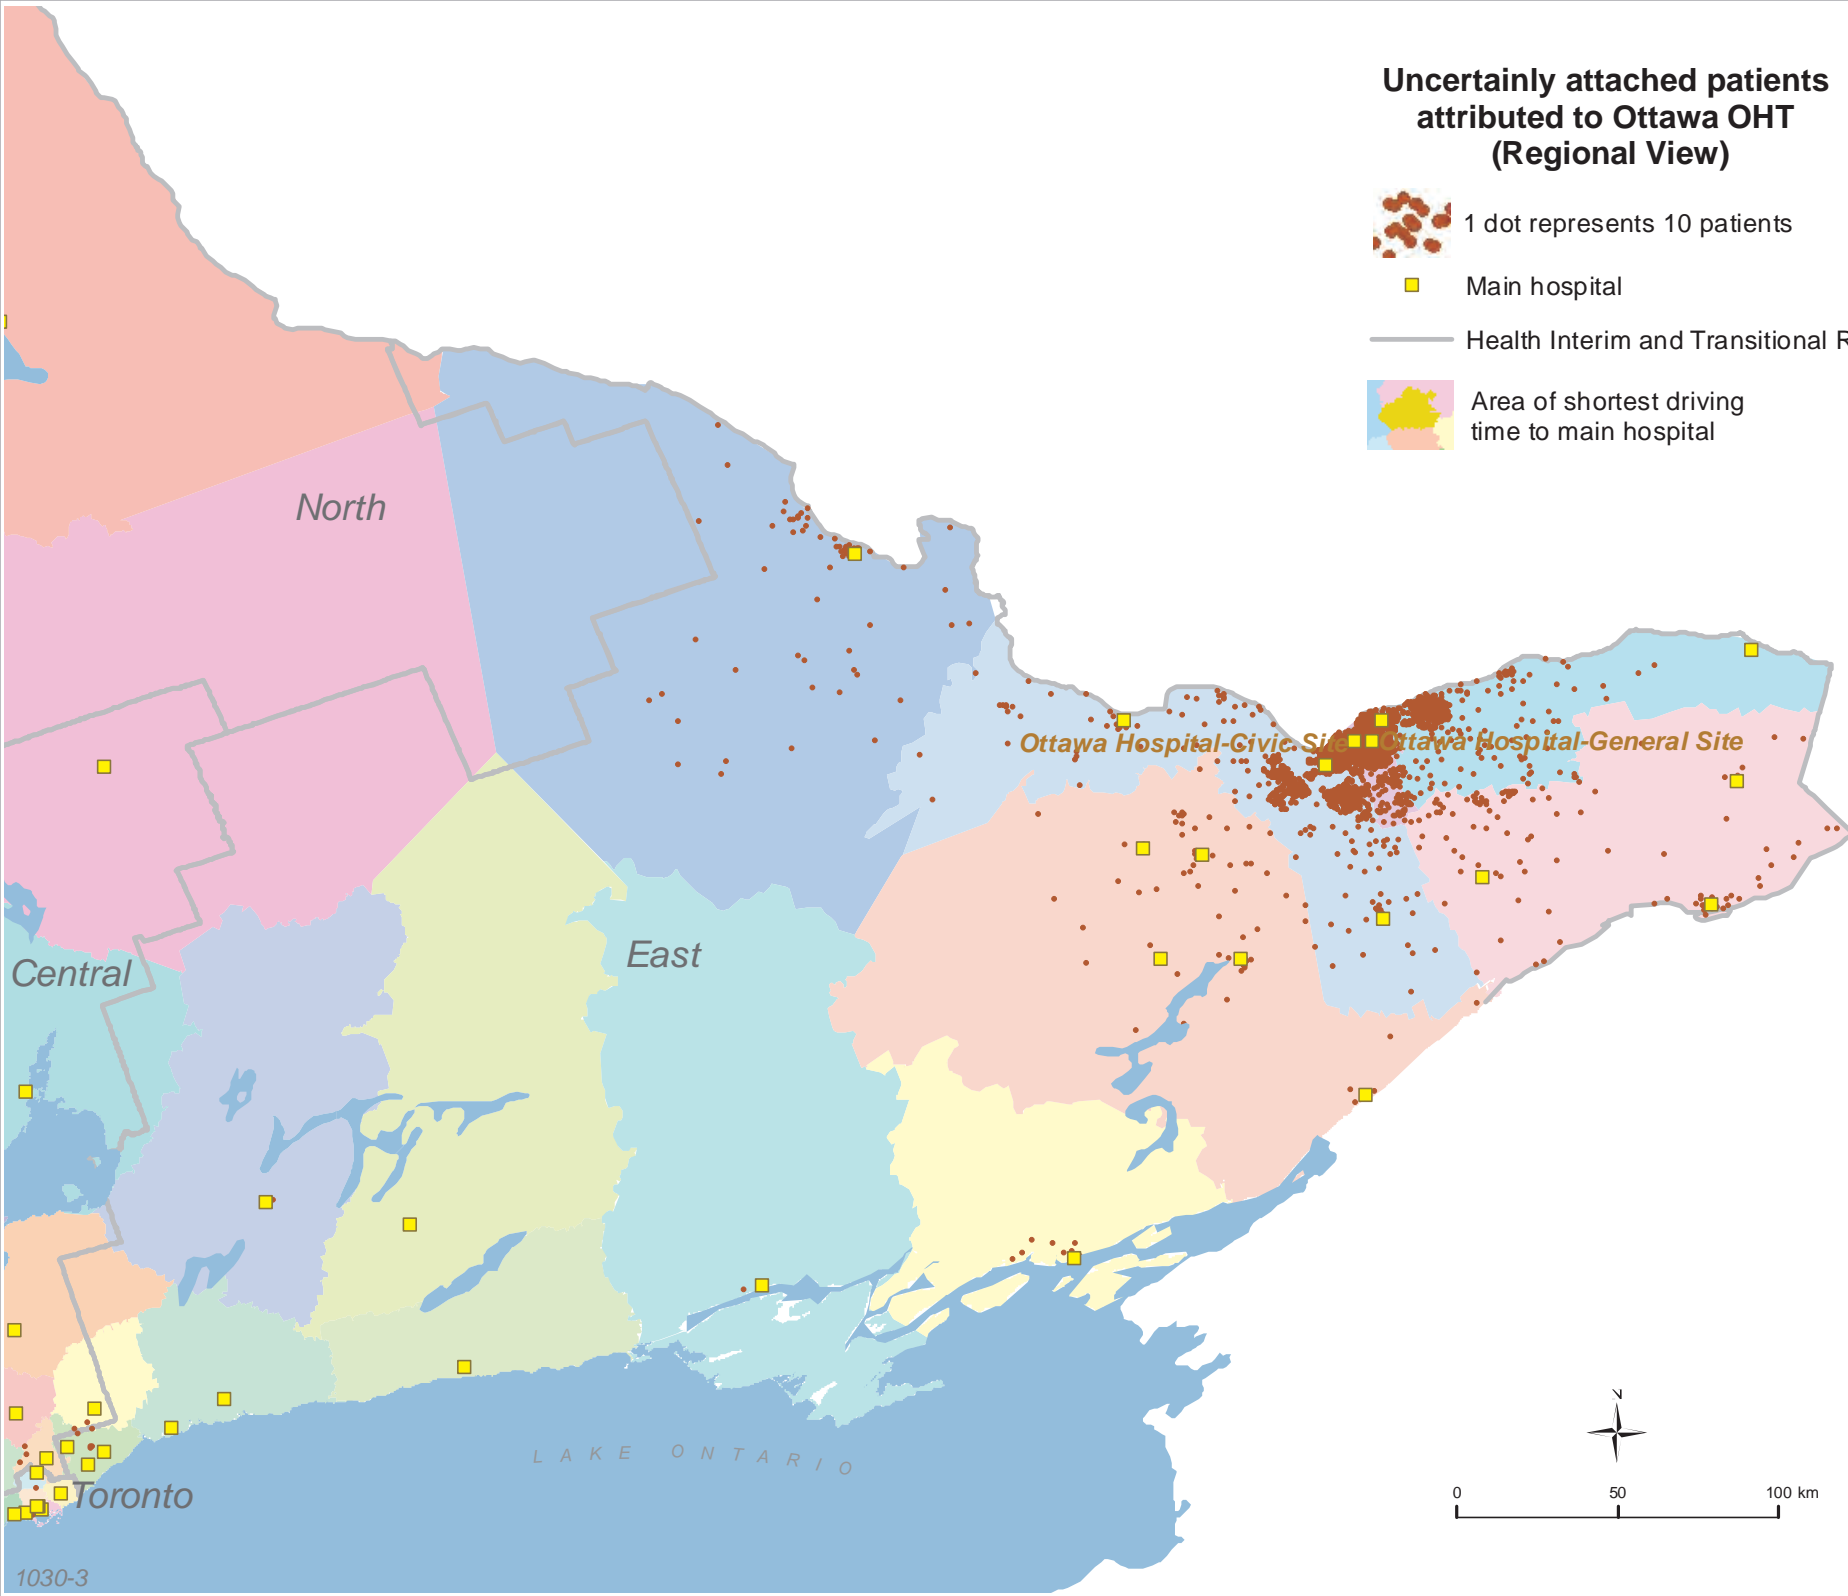 Uncertainly attached patients
attributed to Ottawa OHT
(Regional View)
1 dot represents 10 patients
Main hospital
Health Interim and Transitional R
Area of shortest driving
time to main hospital
North
Ottawa Hospital-Civic Site
Ottawa Hospital-General Site
East
Central
Toronto
LAKE ONTARIO
N
0 50 100 km
1030-3